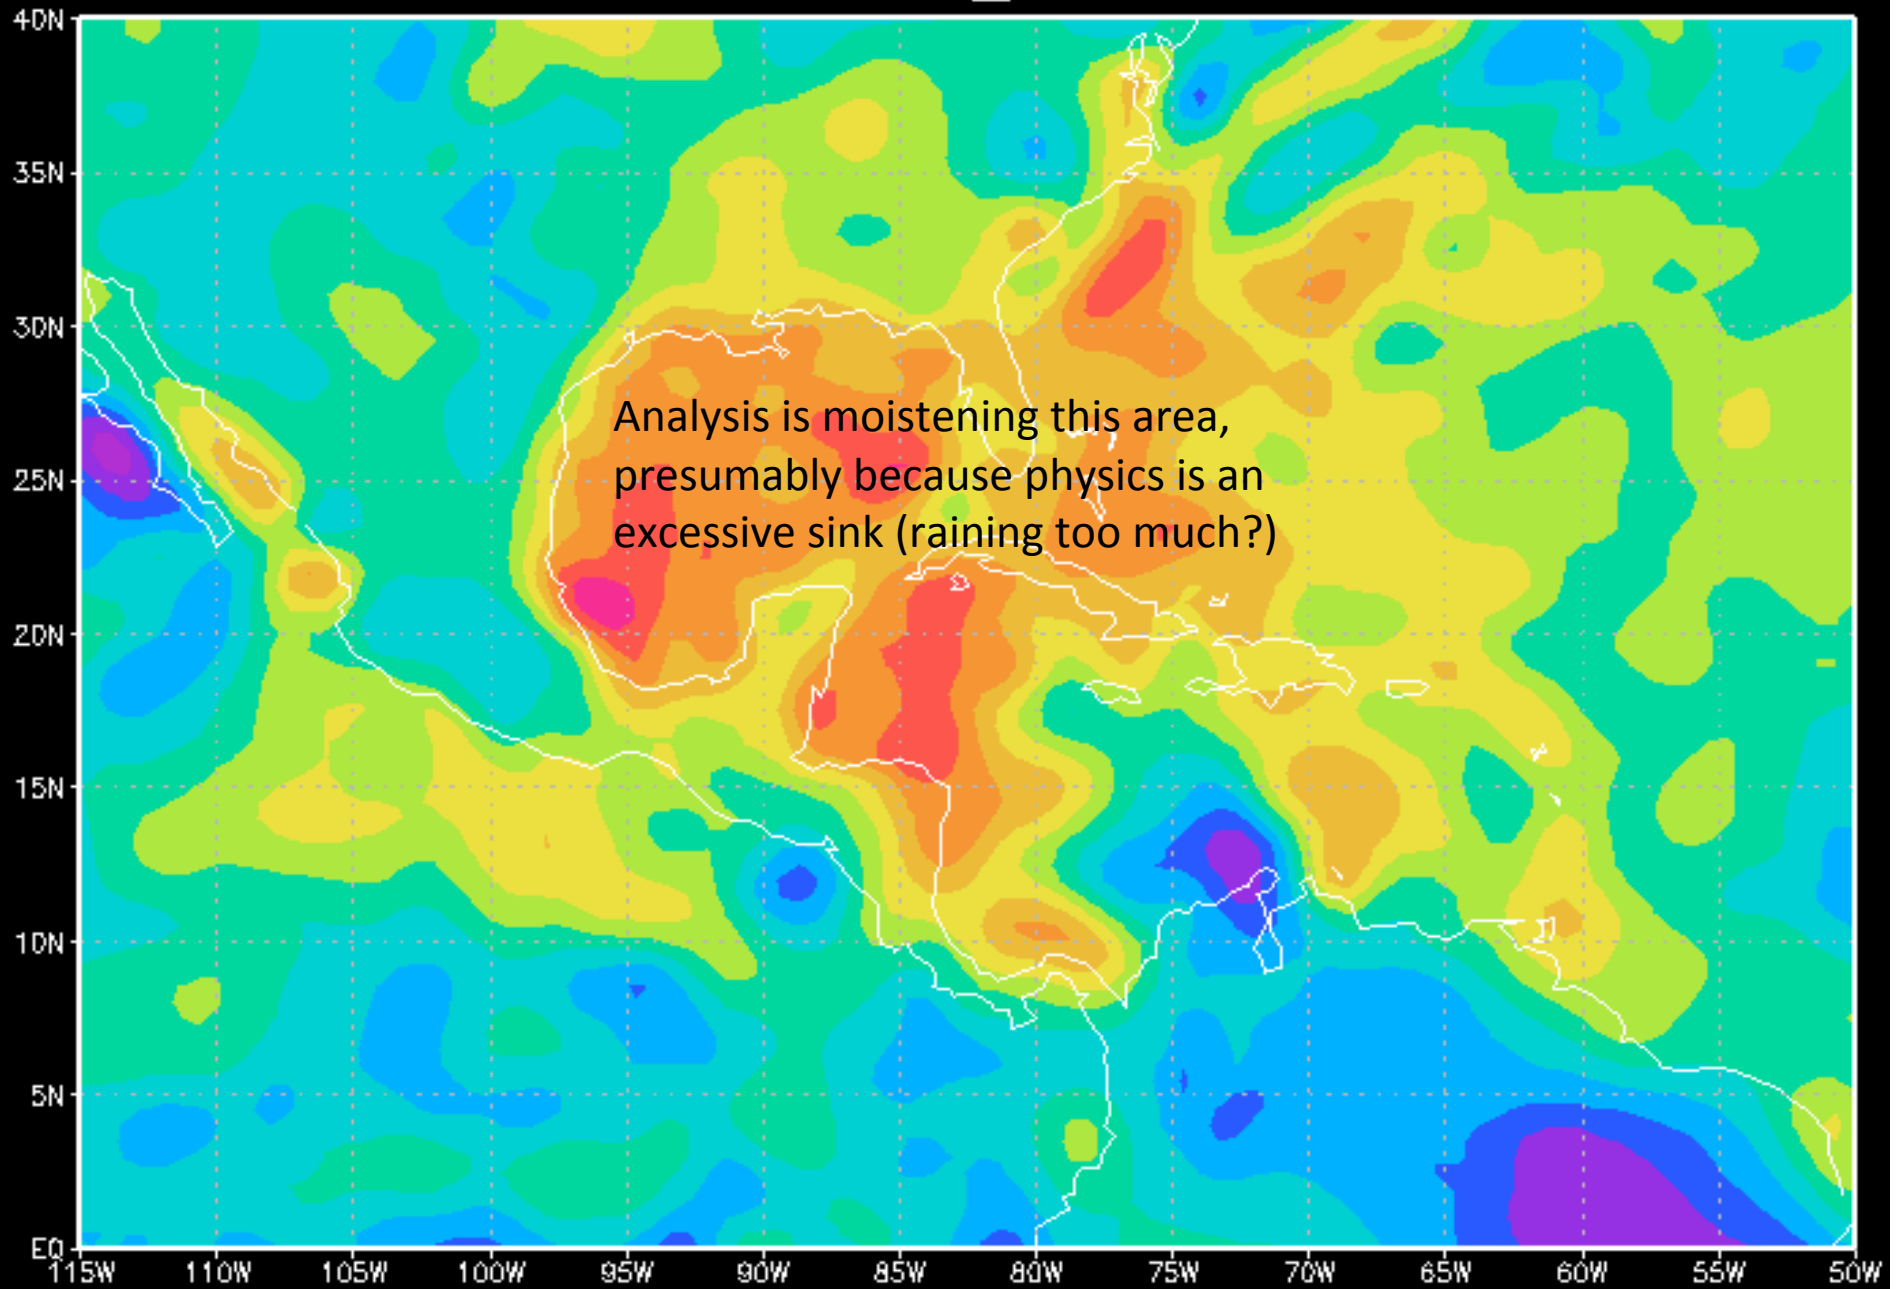 40N
35N
30N
25N
20N
15N
10N
5N
EQ
Analysis is moistening this area,
presumably because physics is an
excessive sink (raining too much?)
115W 110W 105W 100W 95W 90W 85W 80W 75W 70W 65W 60W 55W 50W